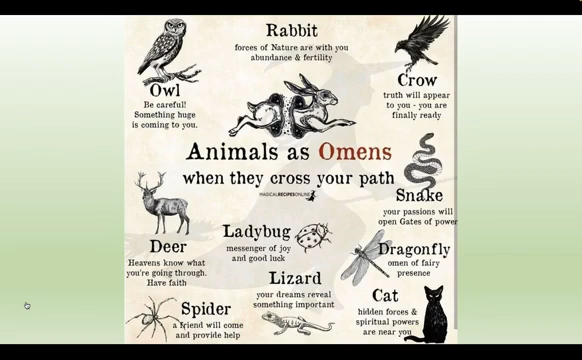 Rabbit
forces of Nature are with you
abundance & fertility
Owl
Be careful!
Something huge
is coming to you.
Crow
truth will appear
to you - you are
finally ready
Animals as Omens
when they cross your path
MAGICALRECIPESONLINE
Snake
your passions will
open Gates of power
Deer
Heavens know what
you're going through.
Have faith
Ladybug
messenger of joy
and good luck
Dragonfly
omen of fairy
presence
Lizard
your dreams reveal
something important
Cat
hidden forces &
spiritual powers
are near you
Spider
a friend will come
and provide help